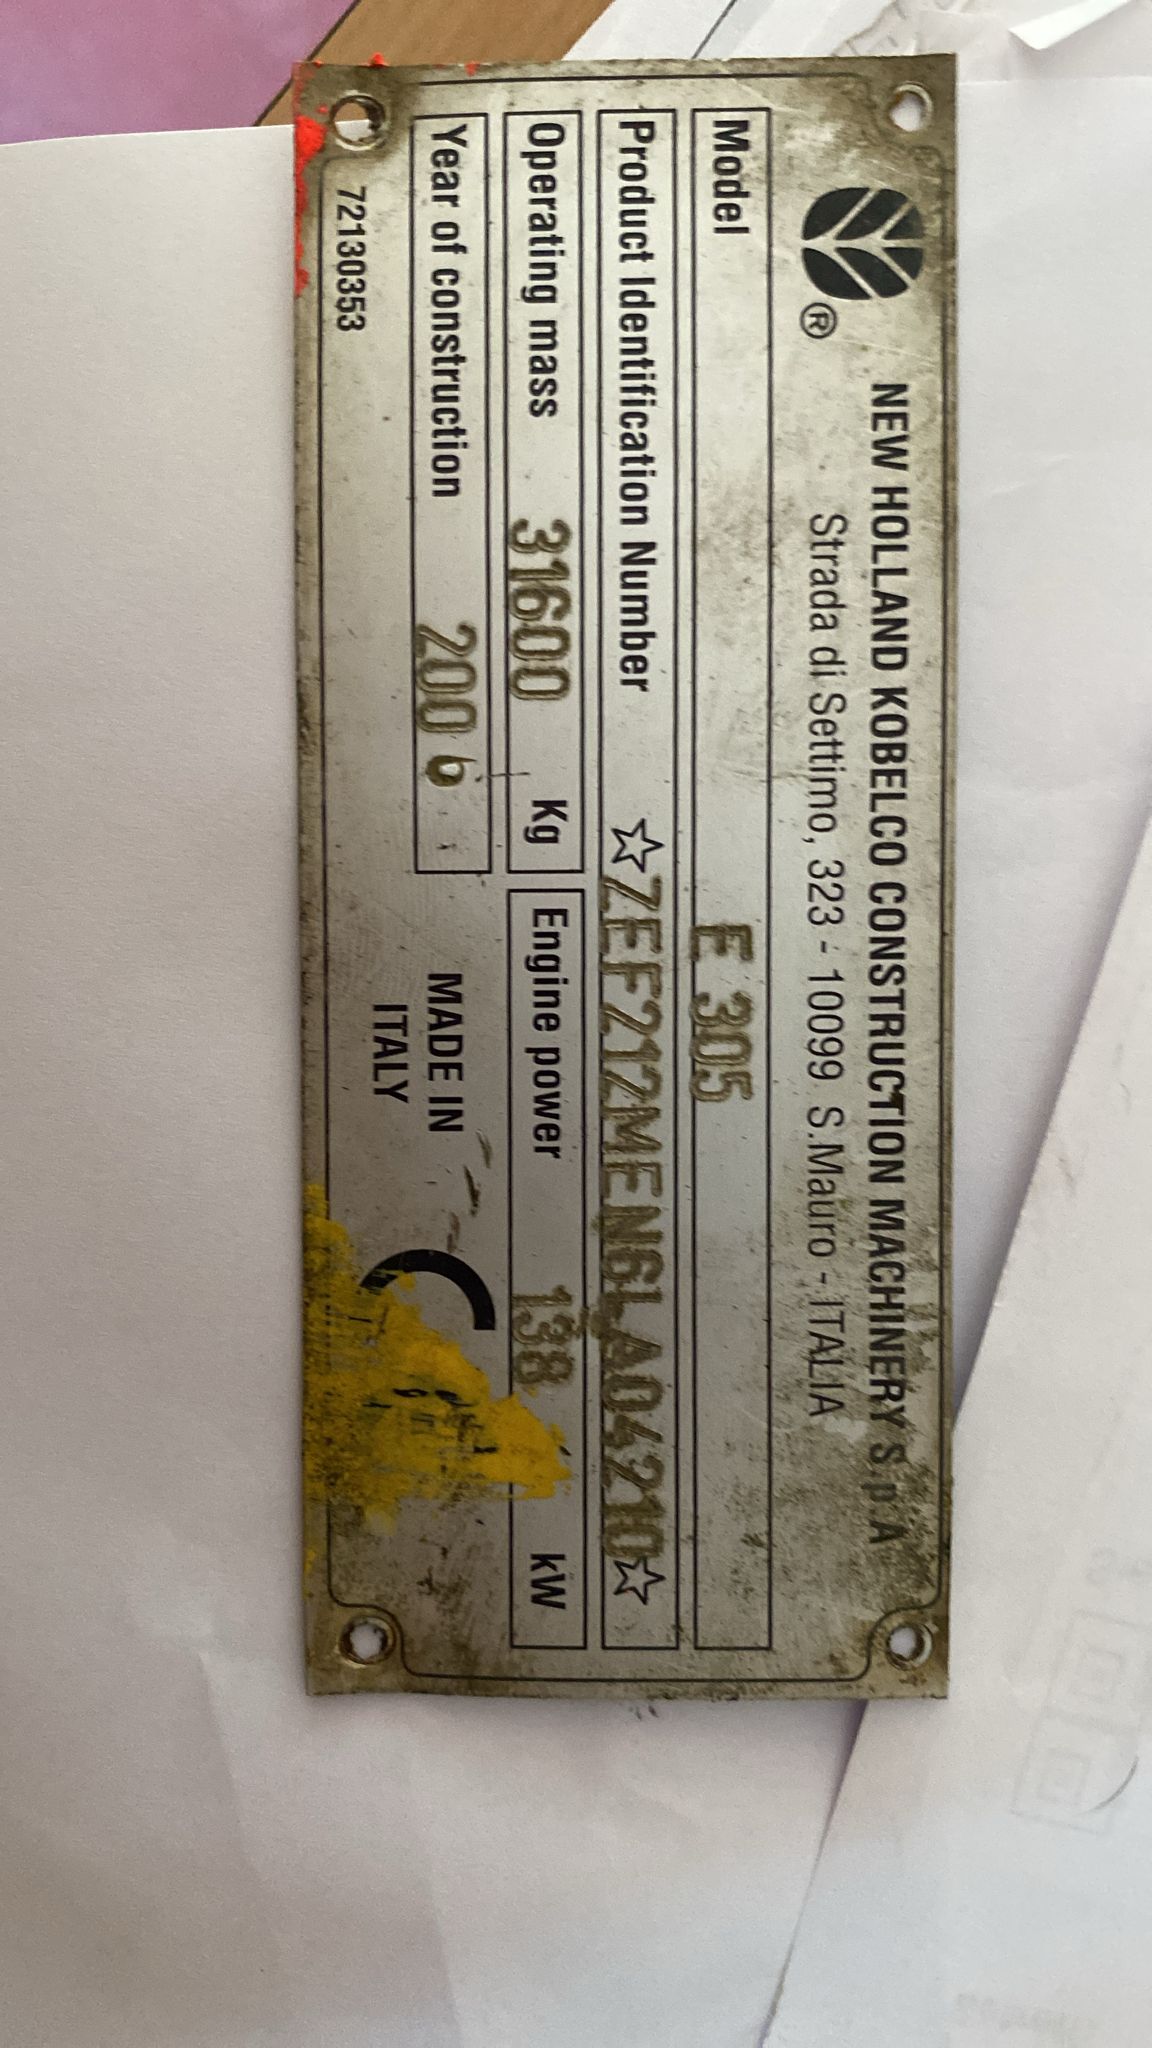 NEW HOLLAND KOBELCO CONSTRUCTION MACHINERY S.p.A
®
Strada di Settimo, 323 - 10099 S.Mauro - ITALIA
Model E 305
Product Identification Number ☆ZEF212MEN6LA04210☆
Operating mass 31600 Kg Engine power 138 kW
Year of construction 2006
MADE IN
ITALY
72130353